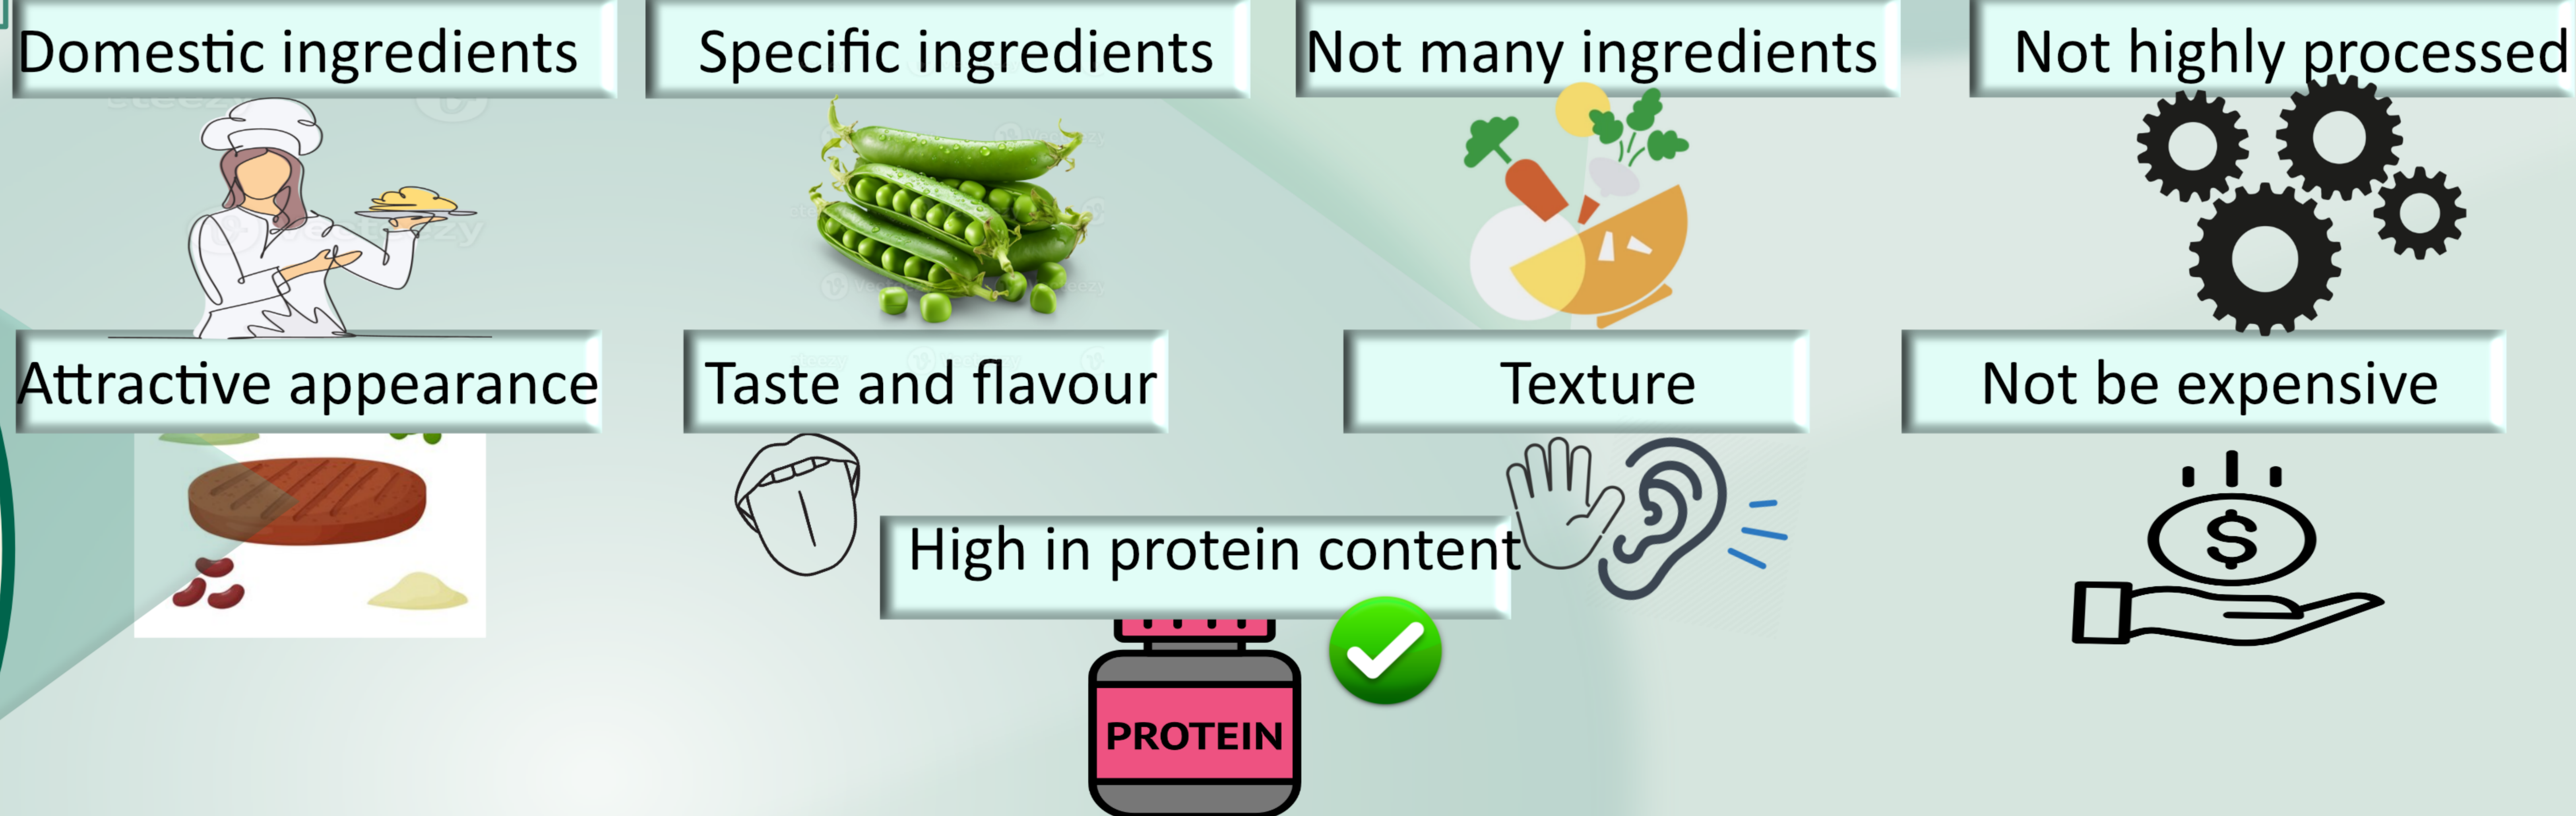 Domestic ingredients
Specific ingredients
Not many ingredients
Not highly processed
Attractive appearance
Taste and flavour
Texture
Not be expensive
High in protein content
$
PROTEIN